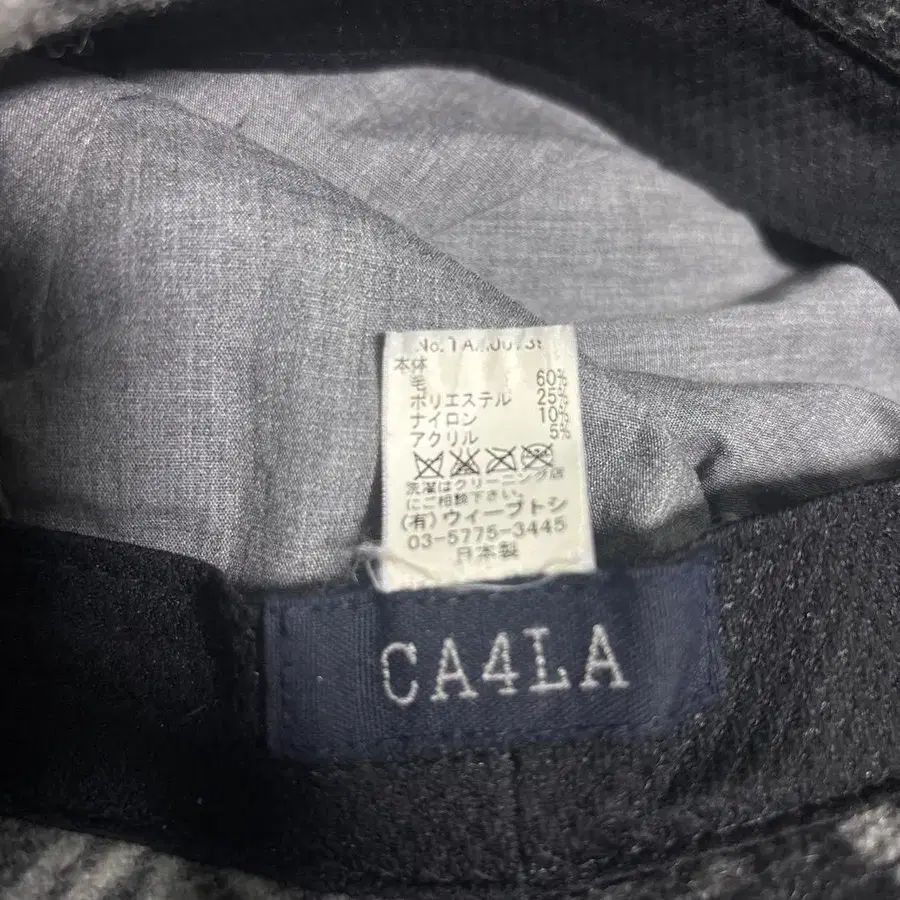 本体
毛 60%
ポリエステル 25%
ナイロン 10%
アクリル 5%
洗濯はクリーニング店
にご相談下さい。
(有)ウィーブトシ
03-5775-3445
日本製
CA4LA